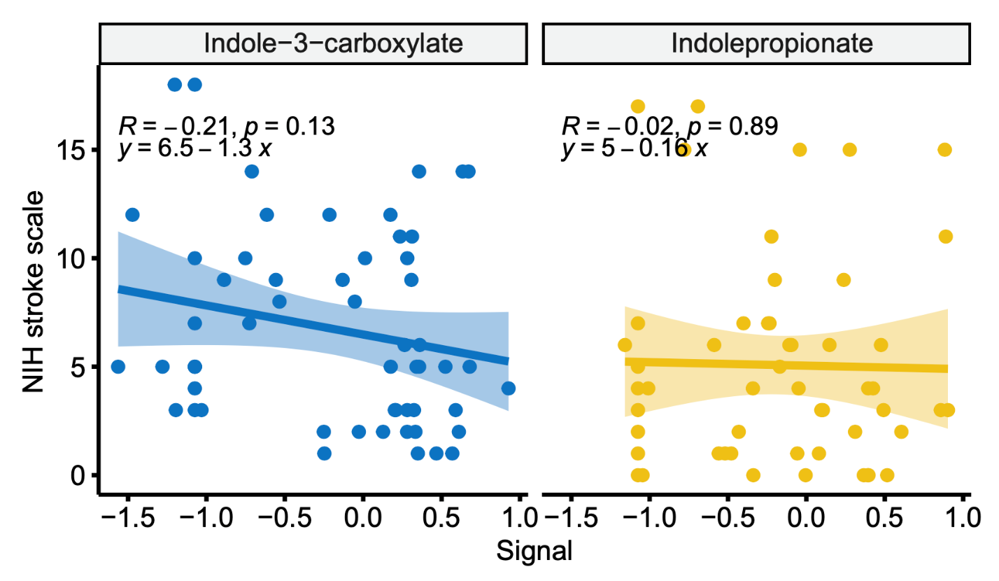 Indole−3−carboxylate
Indolepropionate
R = −0.21, p = 0.13
y = 6.5 − 1.3 x
R = −0.02, p = 0.89
y = 5 − 0.16 x
NIH stroke scale
15
10
5
0
−1.5 −1.0 −0.5 0.0 0.5 1.0
−1.5 −1.0 −0.5 0.0 0.5 1.0
Signal